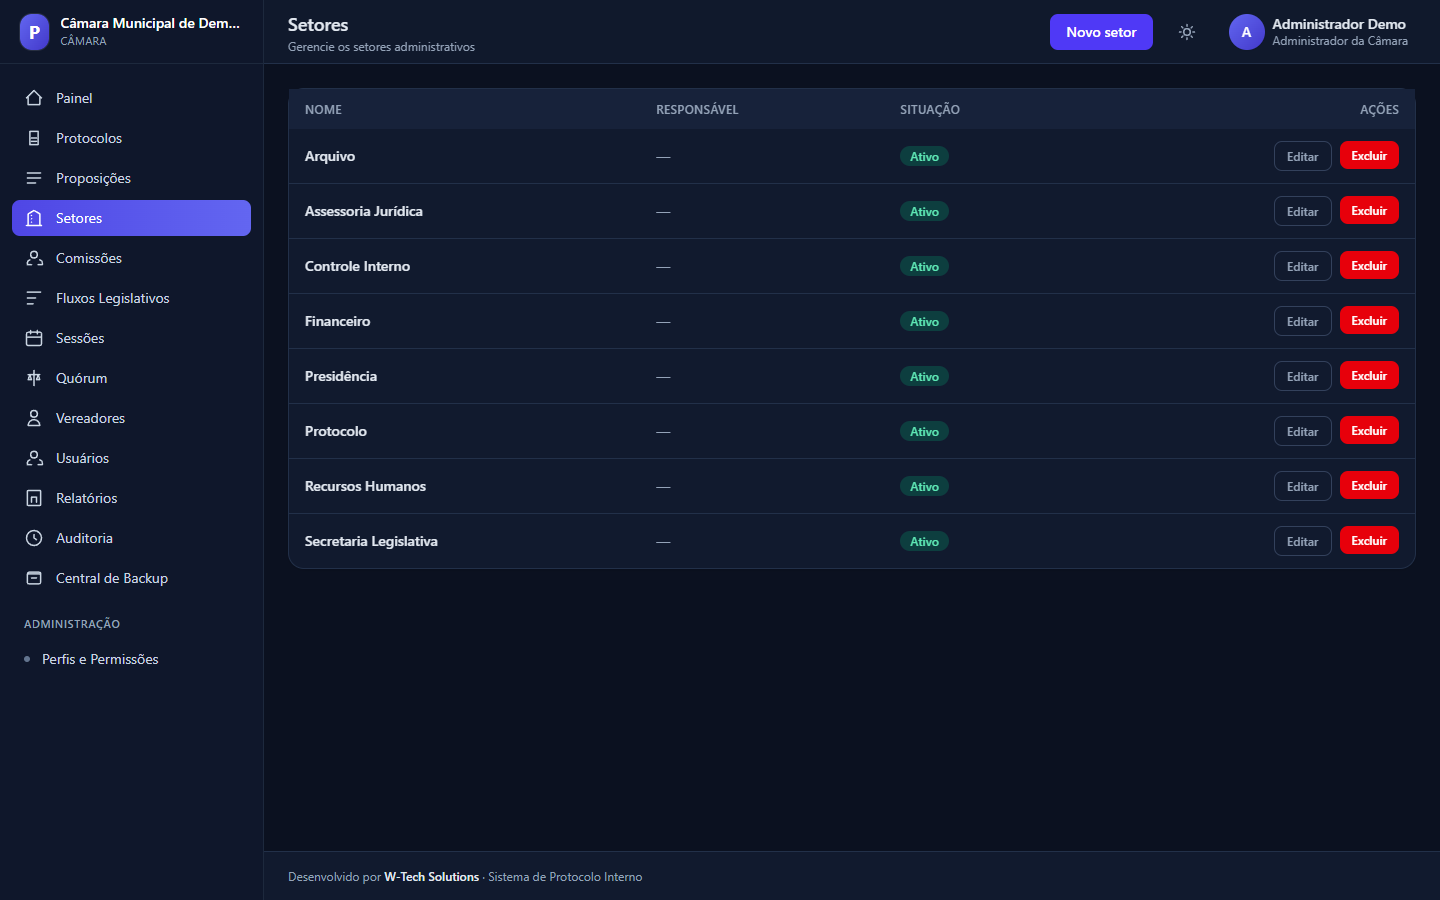 P
Câmara Municipal de Dem...
CÂMARA
Painel
Protocolos
Proposições
Setores
Comissões
Fluxos Legislativos
Sessões
Quórum
Vereadores
Usuários
Relatórios
Auditoria
Central de Backup
ADMINISTRAÇÃO
Perfis e Permissões
Setores
Gerencie os setores administrativos
Novo setor
A
Administrador Demo
Administrador da Câmara
NOME RESPONSÁVEL SITUAÇÃO AÇÕES
Arquivo — Ativo Editar Excluir
Assessoria Jurídica — Ativo Editar Excluir
Controle Interno — Ativo Editar Excluir
Financeiro — Ativo Editar Excluir
Presidência — Ativo Editar Excluir
Protocolo — Ativo Editar Excluir
Recursos Humanos — Ativo Editar Excluir
Secretaria Legislativa — Ativo Editar Excluir
Desenvolvido por W-Tech Solutions · Sistema de Protocolo Interno